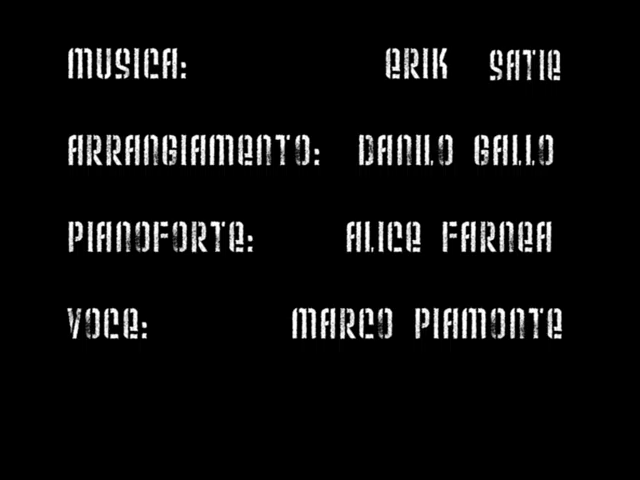 MUSICA: ERIK SATIE
ARRANGIAMENTO: DANILO GALLO
PIANOFORTE: ALICE FARNEA
VOCE: MARCO PIAMONTE